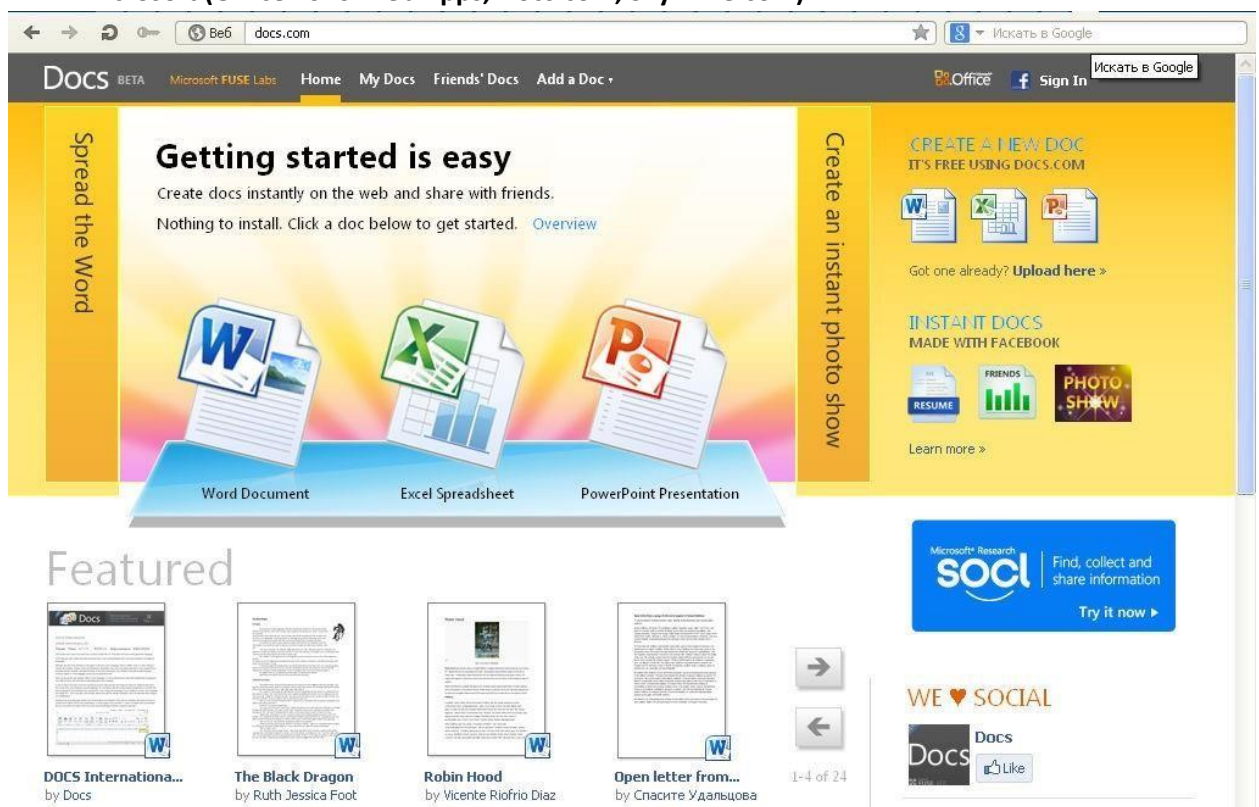 Веб docs.com Искать в Google
Искать в Google
Docs BETA Microsoft FUSE Labs Home My Docs Friends' Docs Add a Doc Office Sign In
Spread the Word
Getting started is easy
Create docs instantly on the web and share with friends.
Nothing to install. Click a doc below to get started. Overview
Word Document Excel Spreadsheet PowerPoint Presentation
Create an instant photo show
CREATE A NEW DOC
IT'S FREE USING DOCS.COM
Got one already? Upload here »
INSTANT DOCS
MADE WITH FACEBOOK
RESUME
FRIENDS
PHOTO
SHOW
Learn more »
Featured
Docs
DOCS Internationa...
by Docs
The Black Dragon
by Ruth Jessica Foot
Robin Hood
by Vicente Riofrio Diaz
Open letter from...
by Спасите Удальцова
1-4 of 24
Microsoft Research
socl
Find, collect and
share information
Try it now
WE ♥ SOCIAL
Docs
Docs
Like